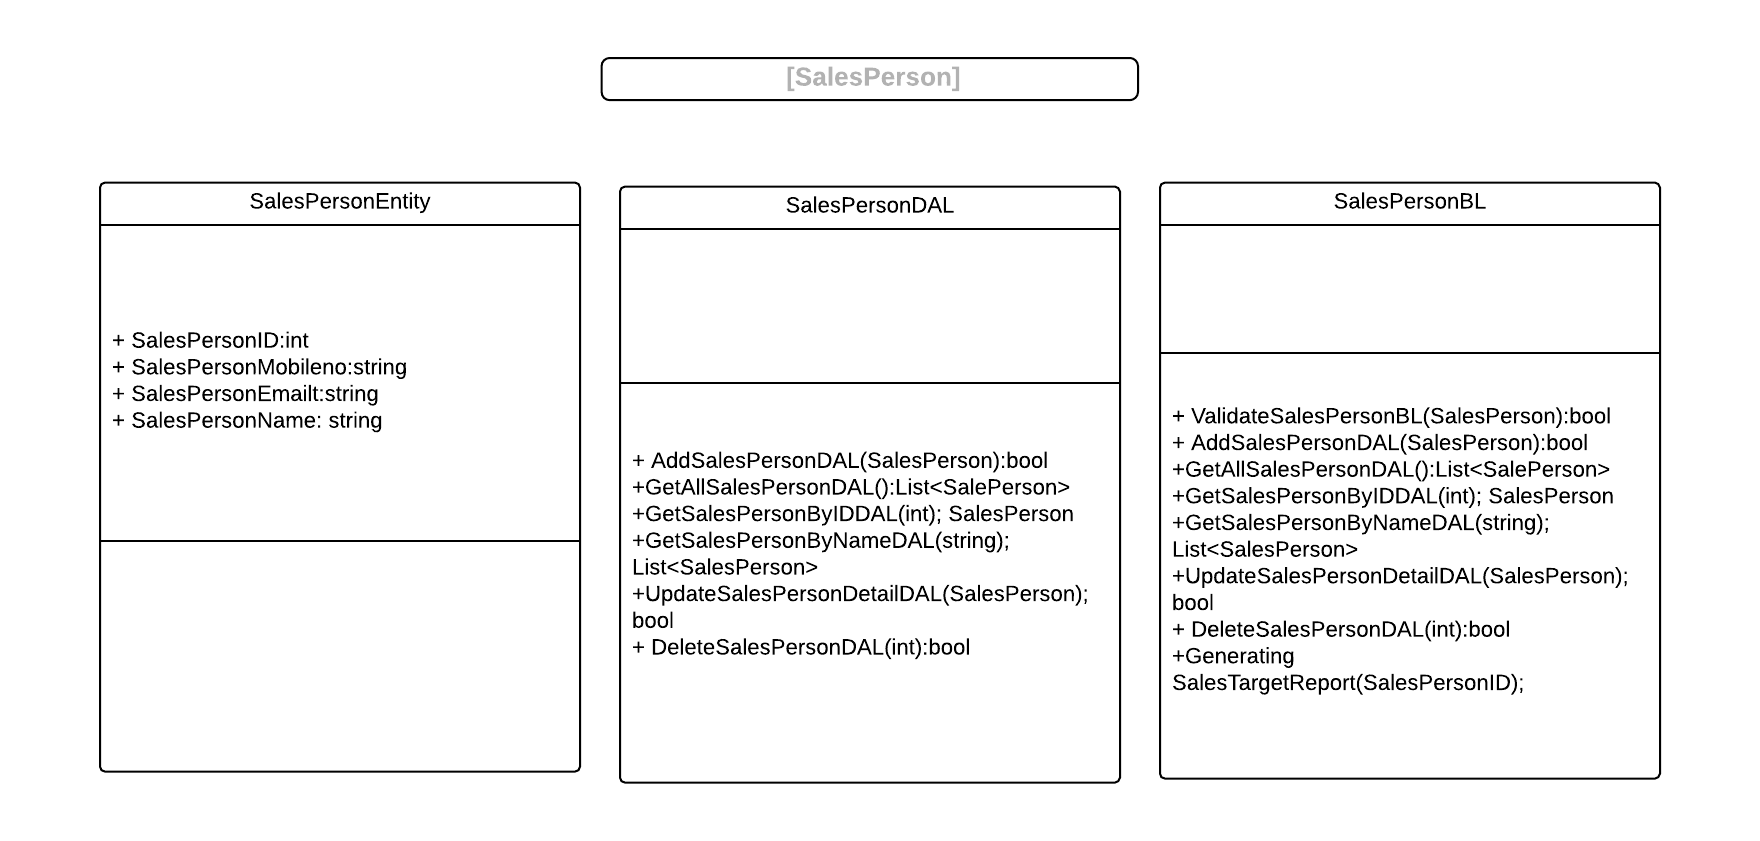 [SalesPerson]
SalesPersonEntity
+ SalesPersonID:int
+ SalesPersonMobileno:string
+ SalesPersonEmailt:string
+ SalesPersonName: string
SalesPersonDAL
+ AddSalesPersonDAL(SalesPerson):bool
+GetAllSalesPersonDAL():List<SalePerson>
+GetSalesPersonByIDDAL(int); SalesPerson
+GetSalesPersonByNameDAL(string);
List<SalesPerson>
+UpdateSalesPersonDetailDAL(SalesPerson);
bool
+ DeleteSalesPersonDAL(int):bool
SalesPersonBL
+ ValidateSalesPersonBL(SalesPerson):bool
+ AddSalesPersonDAL(SalesPerson):bool
+GetAllSalesPersonDAL():List<SalePerson>
+GetSalesPersonByIDDAL(int); SalesPerson
+GetSalesPersonByNameDAL(string);
List<SalesPerson>
+UpdateSalesPersonDetailDAL(SalesPerson);
bool
+ DeleteSalesPersonDAL(int):bool
+Generating
SalesTargetReport(SalesPersonID);